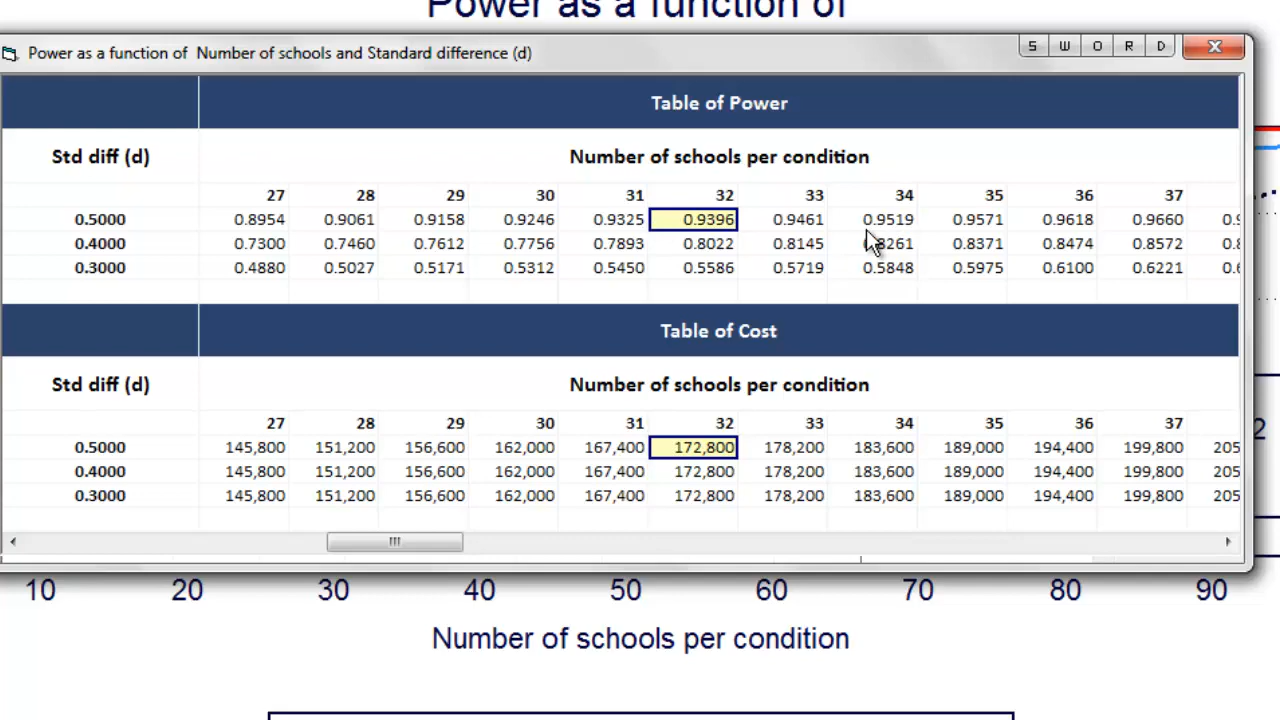 Power as a function of
Power as a function of Number of schools and Standard difference (d)
S W O R D X
Table of Power
Std diff (d) Number of schools per condition
27 28 29 30 31 32 33 34 35 36 37
0.5000 0.8954 0.9061 0.9158 0.9246 0.9325 0.9396 0.9461 0.9519 0.9571 0.9618 0.9660
0.4000 0.7300 0.7460 0.7612 0.7756 0.7893 0.8022 0.8145 0.8261 0.8371 0.8474 0.8572
0.3000 0.4880 0.5027 0.5171 0.5312 0.5450 0.5586 0.5719 0.5848 0.5975 0.6100 0.6221
Table of Cost
Std diff (d) Number of schools per condition
27 28 29 30 31 32 33 34 35 36 37
0.5000 145,800 151,200 156,600 162,000 167,400 172,800 178,200 183,600 189,000 194,400 199,800 205
0.4000 145,800 151,200 156,600 162,000 167,400 172,800 178,200 183,600 189,000 194,400 199,800 205
0.3000 145,800 151,200 156,600 162,000 167,400 172,800 178,200 183,600 189,000 194,400 199,800 205
2
10 20 30 40 50 60 70 80 90
Number of schools per condition